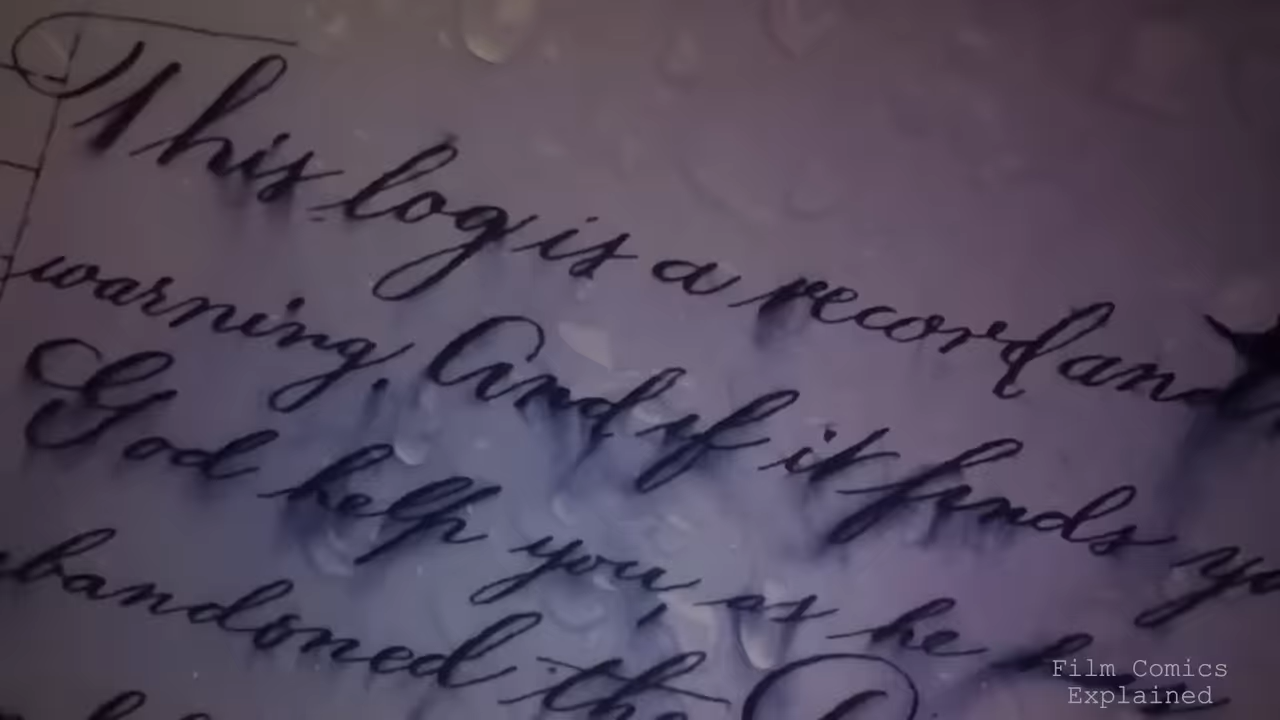 This log is a record and
warning. And if it finds
God help you, as he
abandoned the
Film Comics
Explained